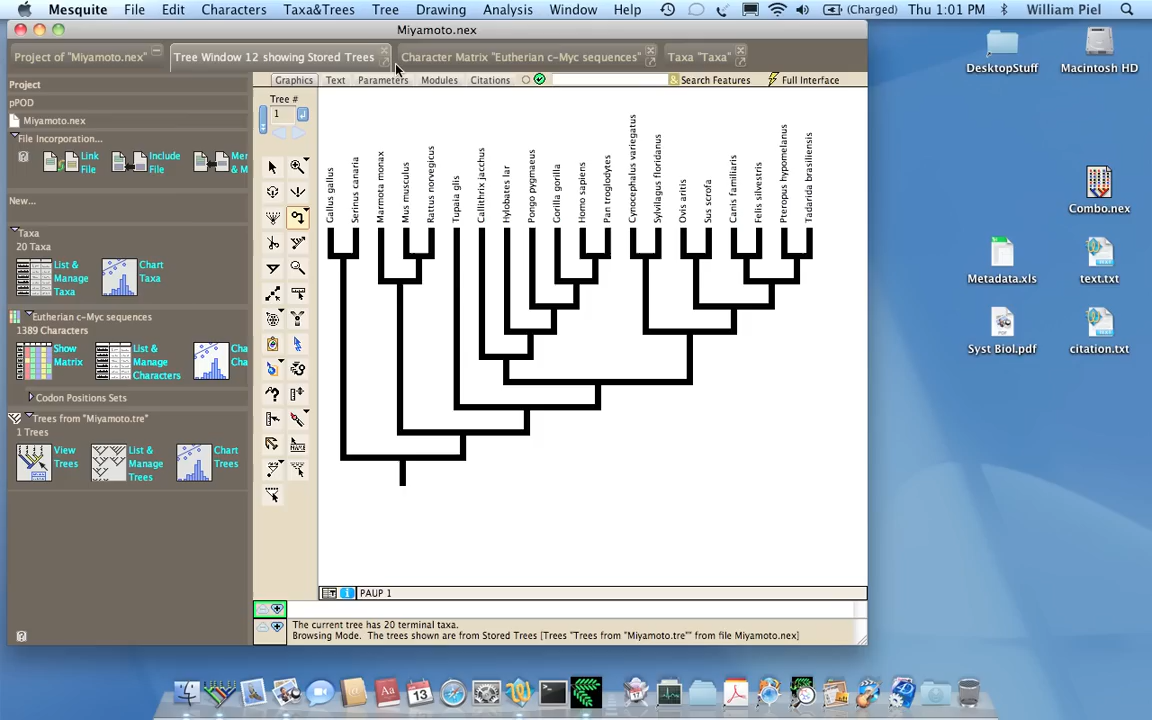 Mesquite File Edit Characters Taxa&Trees Tree Drawing Analysis Window Help (Charged) Thu 1:01 PM William Piel
Miyamoto.nex
Project of "Miyamoto.nex" Tree Window 12 showing Stored Trees Character Matrix "Eutherian c-Myc sequences" Taxa "Taxa"
Graphics Text Parameters Modules Citations Search Features Full Interface
Project
pPOD
Miyamoto.nex
File Incorporation...
Link File
Include File
Mer & M
New...
Taxa
20 Taxa
List & Manage Taxa
Chart Taxa
Eutherian c-Myc sequences
1389 Characters
Show Matrix
List & Manage Characters
Cha Cha
Codon Positions Sets
Trees from "Miyamoto.tre"
1 Trees
View Trees
List & Manage Trees
Chart Trees
Tree #
1
Gallus gallus
Serinus canaria
Marmota monax
Mus musculus
Rattus norvegicus
Tupaia glis
Callithrix jacchus
Hylobates lar
Pongo pygmaeus
Gorilla gorilla
Homo sapiens
Pan troglodytes
Cynocephalus variegatus
Sylvilagus floridanus
Ovis aritis
Sus scrofa
Canis familiaris
Felis silvestris
Pteropus hypomelanus
Tadarida brasiliensis
PAUP 1
The current tree has 20 terminal taxa.
Browsing Mode. The trees shown are from Stored Trees [Trees "Trees from "Miyamoto.tre"" from file Miyamoto.nex]
DesktopStuff
Macintosh HD
Combo.nex
Metadata.xls
text.txt
Syst Biol.pdf
citation.txt